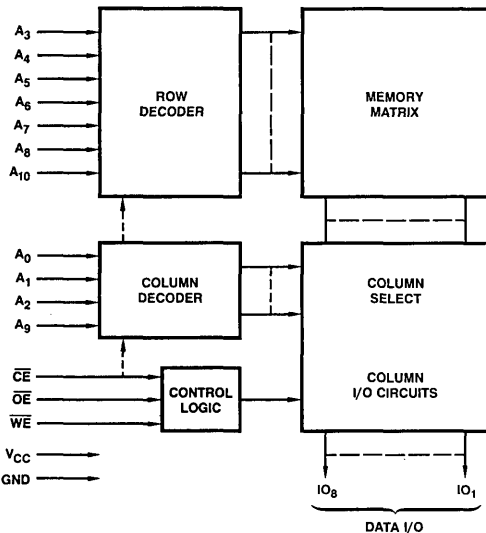 A3
A4
A5
A6
A7
A8
A10
ROW
DECODER
MEMORY
MATRIX
A0
A1
A2
A9
COLUMN
DECODER
COLUMN
SELECT
CE
OE
WE
CONTROL
LOGIC
COLUMN
I/O CIRCUITS
VCC
GND
IO8
IO1
DATA I/O